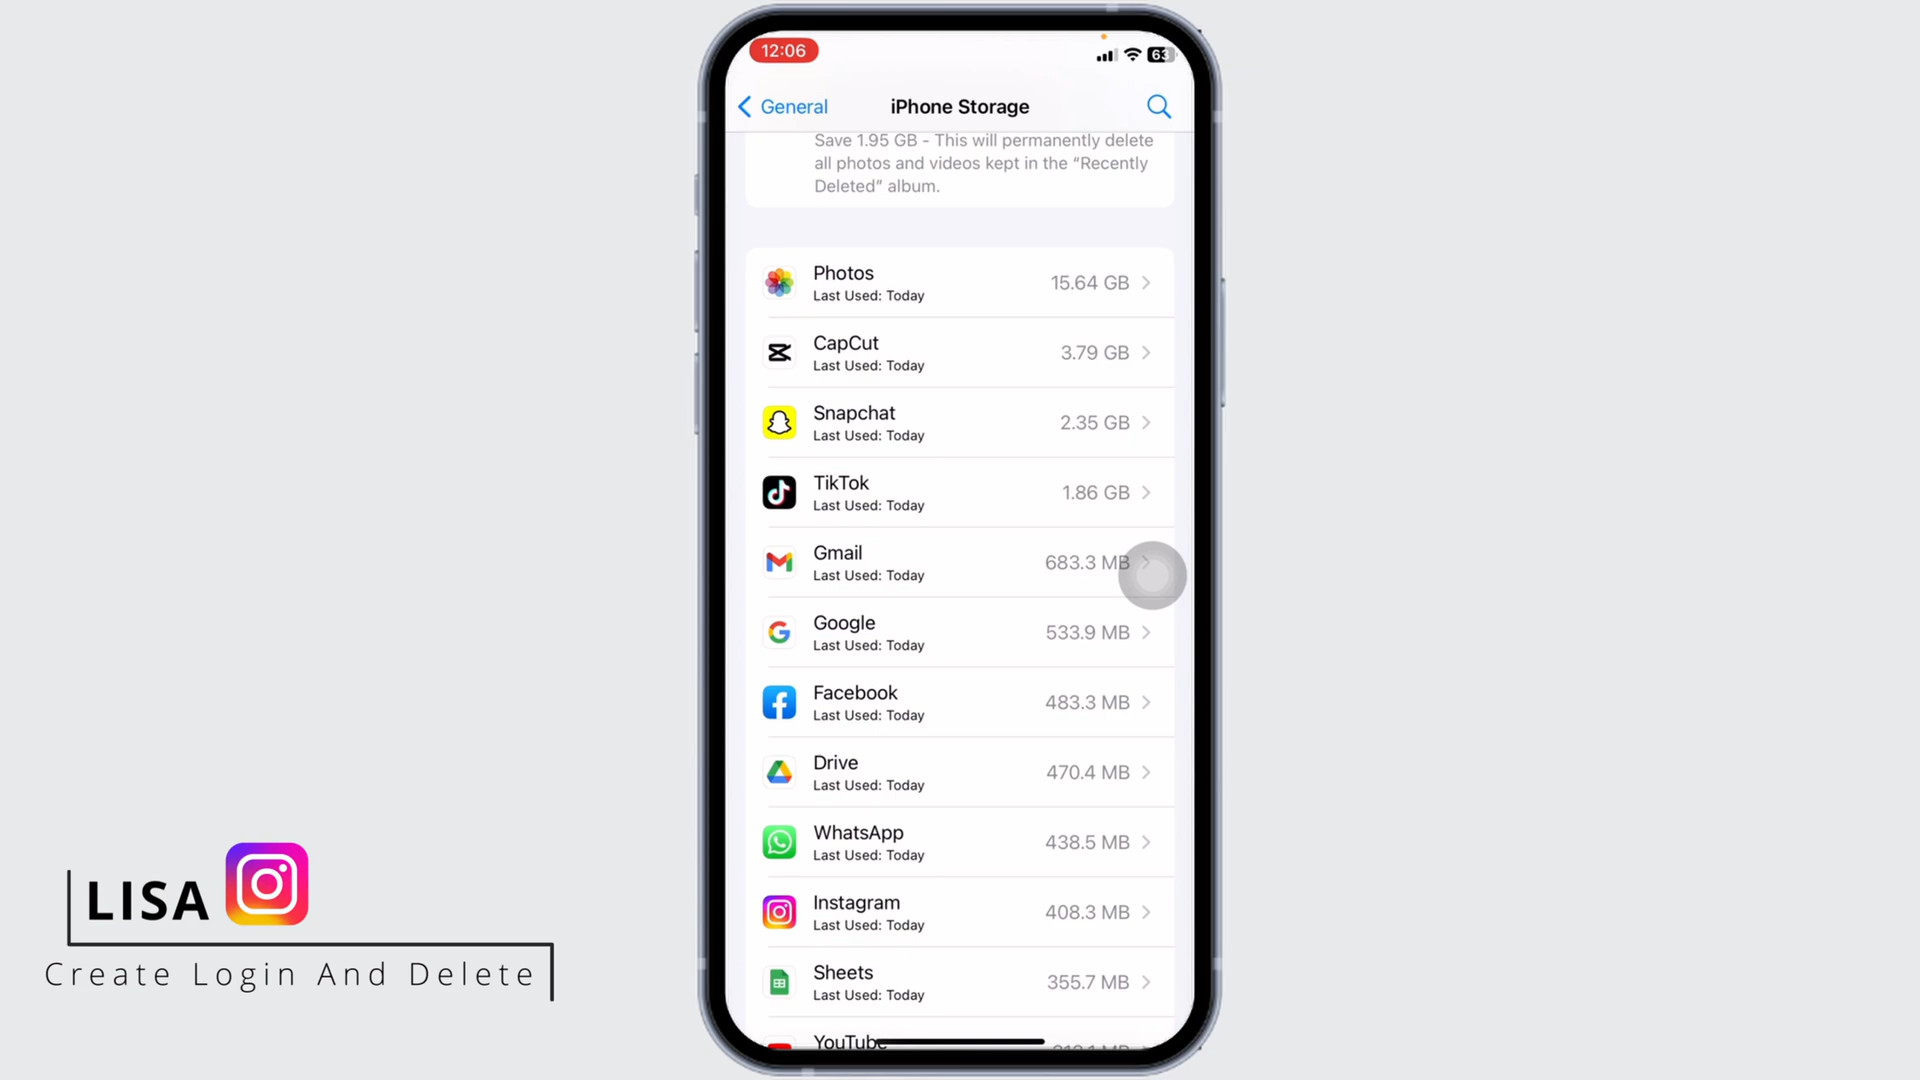 12:06
63
General
iPhone Storage
Save 1.95 GB - This will permanently delete
all photos and videos kept in the “Recently
Deleted” album.
Photos
Last Used: Today
15.64 GB
CapCut
Last Used: Today
3.79 GB
Snapchat
Last Used: Today
2.35 GB
TikTok
Last Used: Today
1.86 GB
Gmail
Last Used: Today
683.3 MB
Google
Last Used: Today
533.9 MB
Facebook
Last Used: Today
483.3 MB
Drive
Last Used: Today
470.4 MB
WhatsApp
Last Used: Today
438.5 MB
Instagram
Last Used: Today
408.3 MB
Sheets
Last Used: Today
355.7 MB
YouTube
LISA
Create Login And Delete